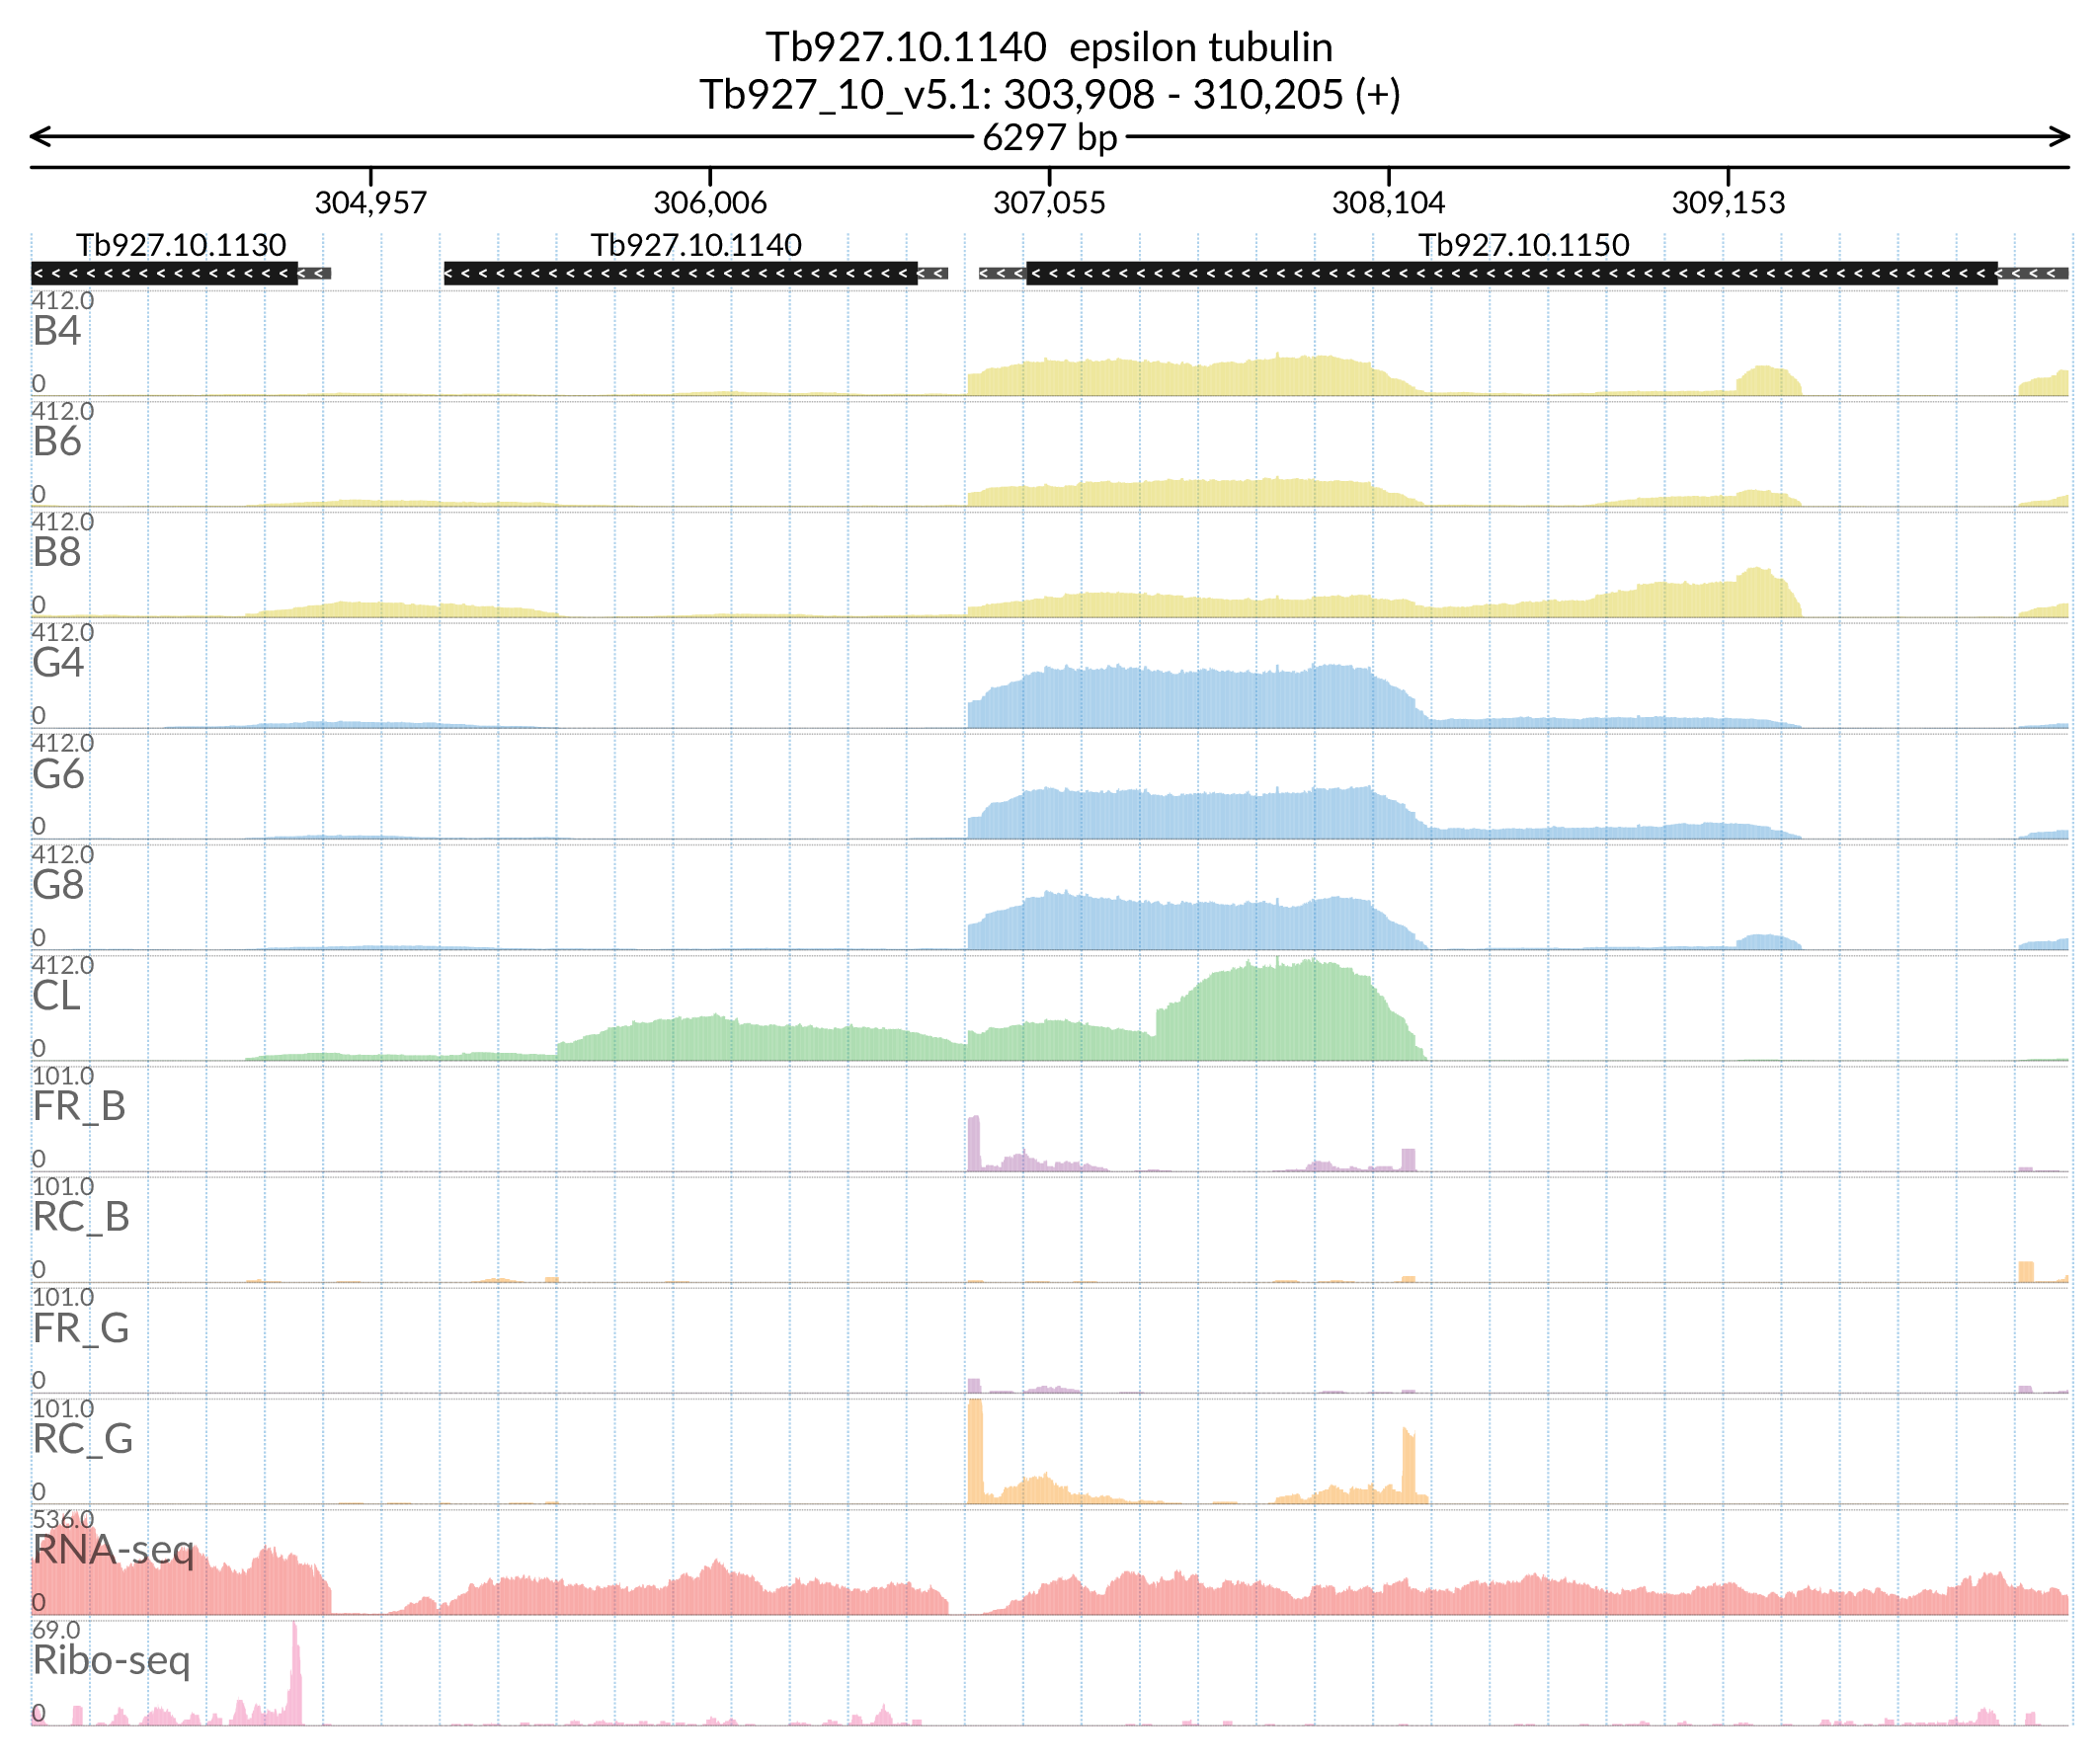 Tb927.10.1140  epsilon tubulin
Tb927_10_v5.1: 303,908 - 310,205 (+)
6297 bp
304,957 306,006 307,055 308,104 309,153
Tb927.10.1130 Tb927.10.1140 Tb927.10.1150
412.0
B4
0
412.0
B6
0
412.0
B8
0
412.0
G4
0
412.0
G6
0
412.0
G8
0
412.0
CL
0
101.0
FR_B
0
101.0
RC_B
0
101.0
FR_G
0
101.0
RC_G
0
536.0
RNA-seq
0
69.0
Ribo-seq
0